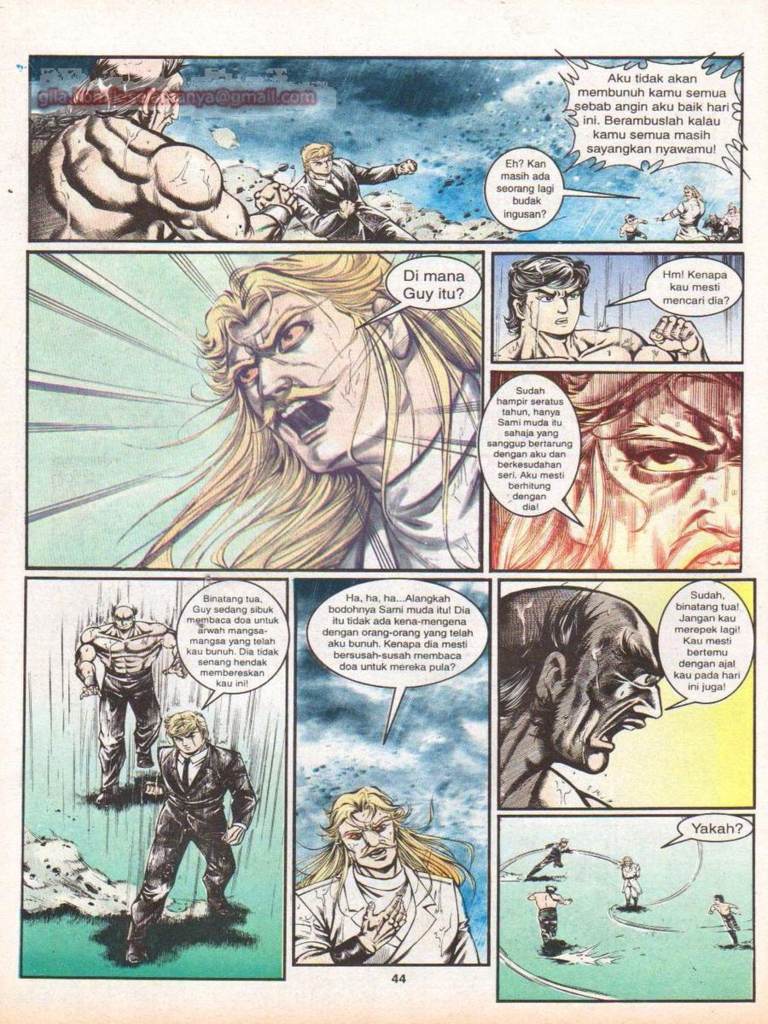 Aku tidak akan
membunuh kamu semua
sebab angin aku baik hari
ini. Berambuslah kalau
kamu semua masih
sayangkan nyawamu!
Eh? Kan
masih ada
seorang lagi
budak
ingusan?
Di mana
Guy itu?
Hm! Kenapa
kau mesti
mencari dia?
Sudah
hampir seratus
tahun, hanya
Sami muda itu
sahaja yang
sanggup bertarung
dengan aku dan
berkesudahan
seri. Aku mesti
berhitung
dengan
dia!
Binatang tua,
Guy sedang sibuk
membaca doa untuk
arwah mangsa-
mangsa yang telah
kau bunuh. Dia tidak
senang hendak
membereskan
kau ini!
Ha, ha, ha...Alangkah
bodohnya Sami muda itu! Dia
itu tidak ada kena-mengena
dengan orang-orang yang telah
aku bunuh. Kenapa dia mesti
bersusah-susah membaca
doa untuk mereka pula?
Sudah,
binatang tua!
Jangan kau
merepek lagi!
Kau mesti
bertemu
dengan ajal
kau pada hari
ini juga!
Yakah?
44